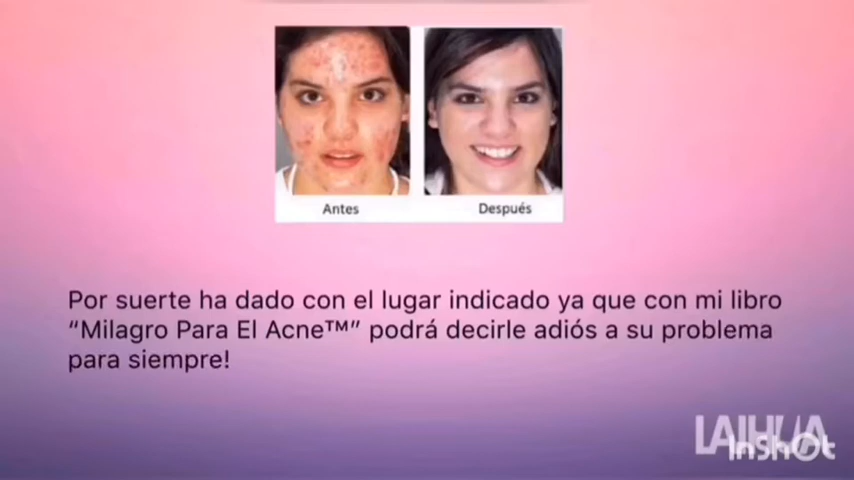 Antes Después
Por suerte ha dado con el lugar indicado ya que con mi libro
“Milagro Para El Acne™” podrá decirle adiós a su problema
para siempre!
LAIHUA
InShOt